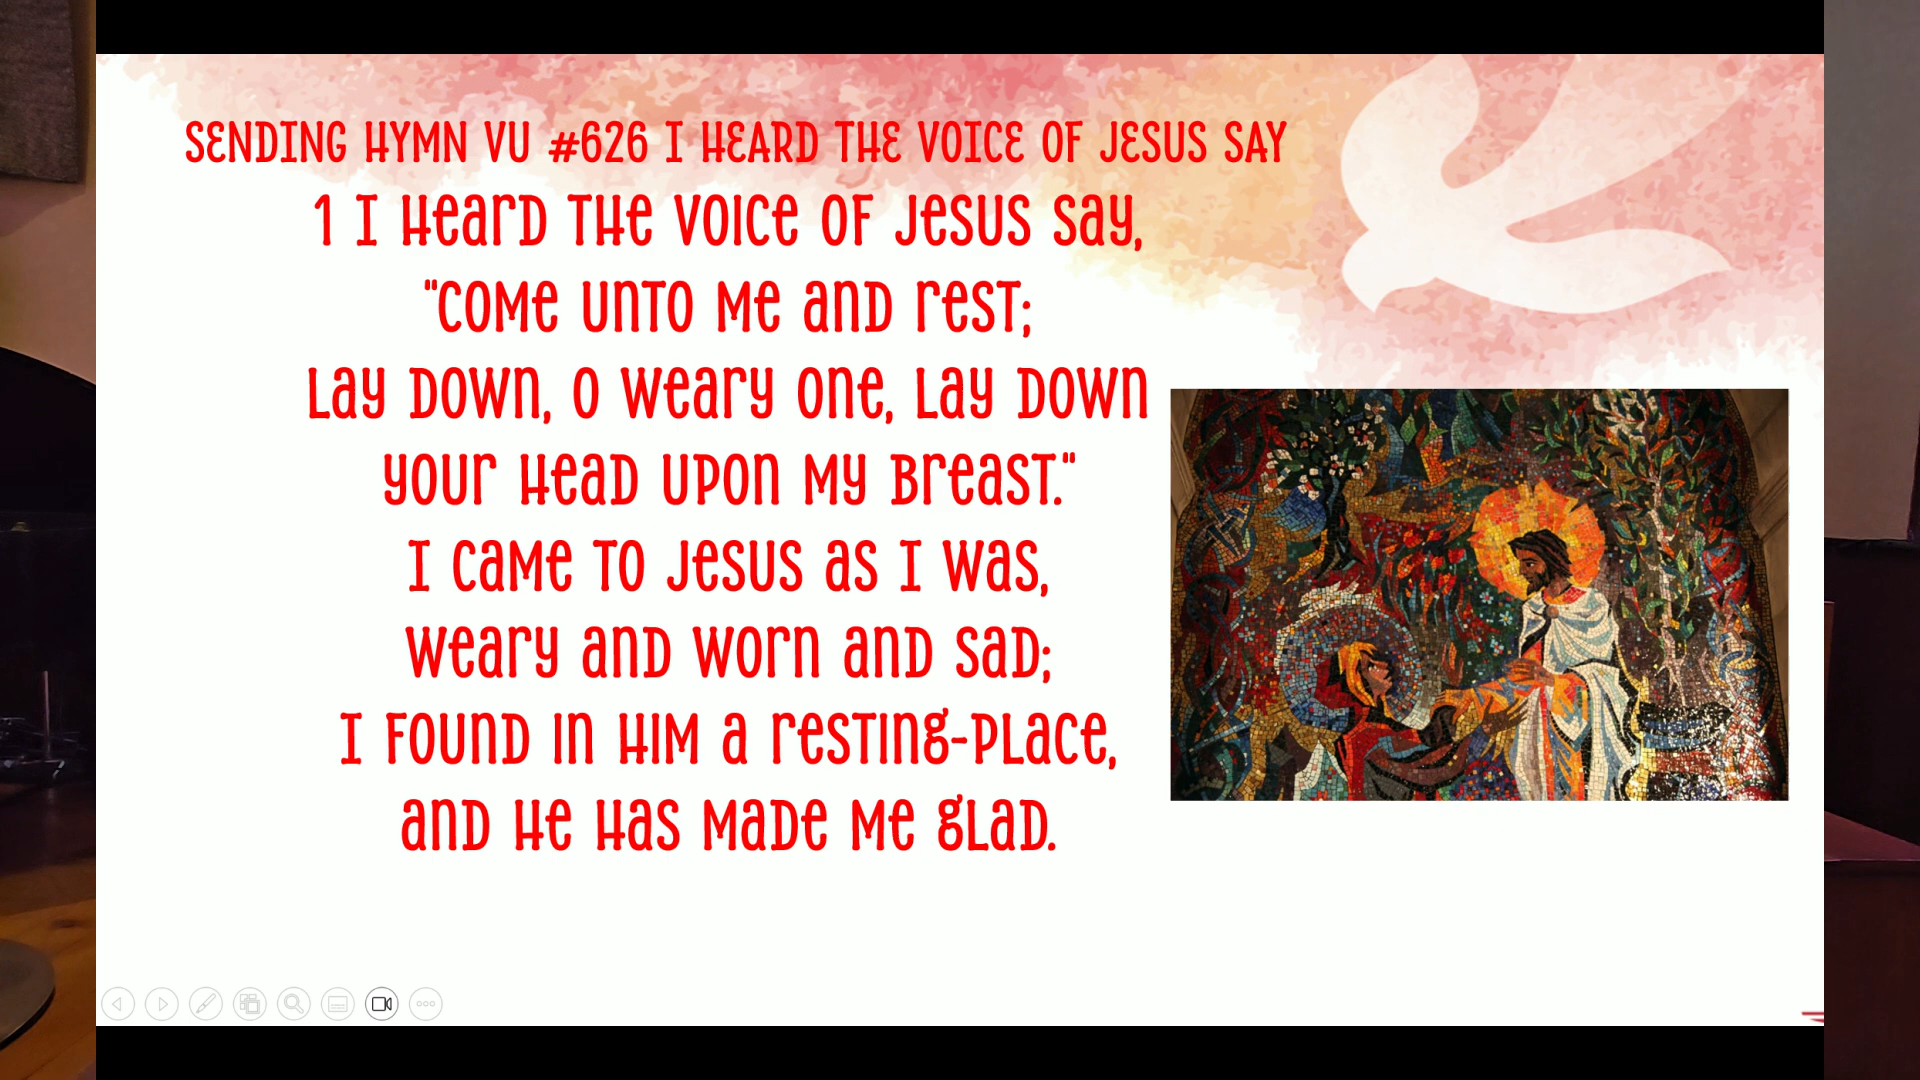 SENDING HYMN VU #626 I HEARD THE VOICE OF JESUS SAY
1 I Heard the voice of Jesus say,
"Come unto me and rest;
lay down, O weary one, lay down
your head upon my breast."
I came to Jesus as I was,
weary and worn and sad;
I found in him a resting-place,
and he has made me glad.